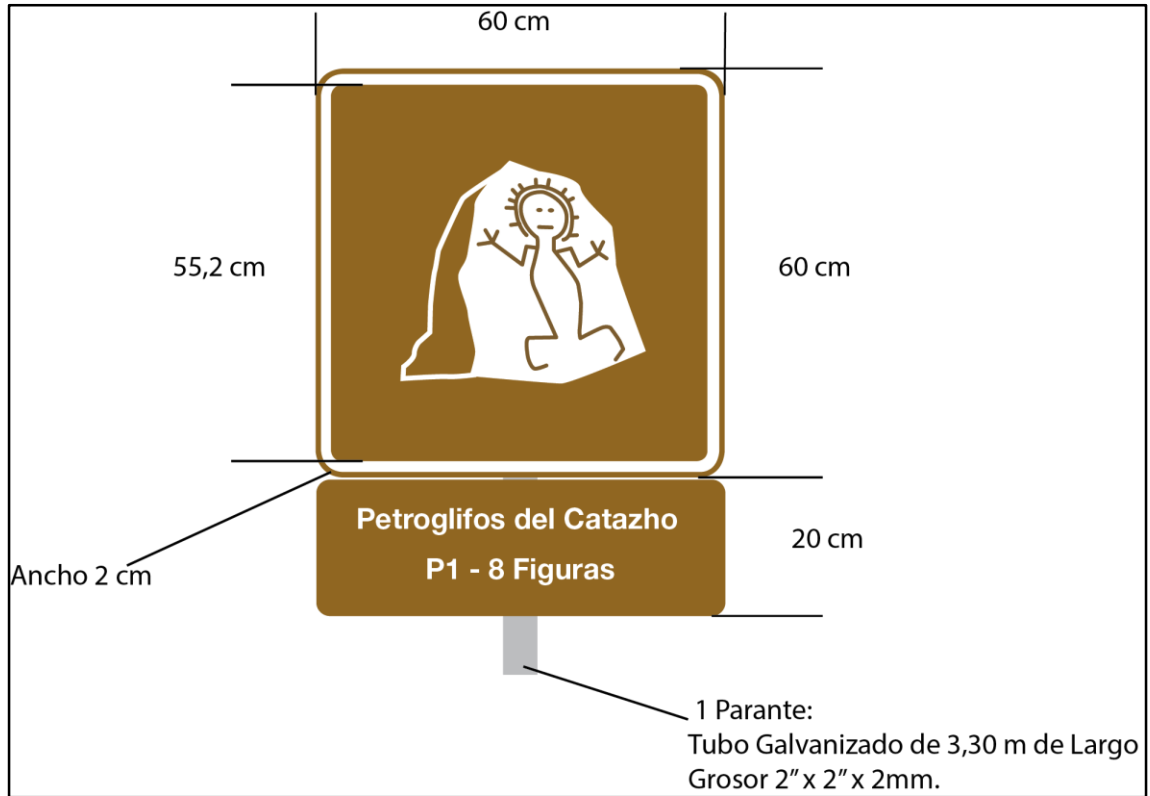 60 cm
55,2 cm
60 cm
Petroglifos del Catazho
P1 - 8 Figuras
20 cm
Ancho 2 cm
1 Parante:
Tubo Galvanizado de 3,30 m de Largo
Grosor 2” x 2” x 2mm.